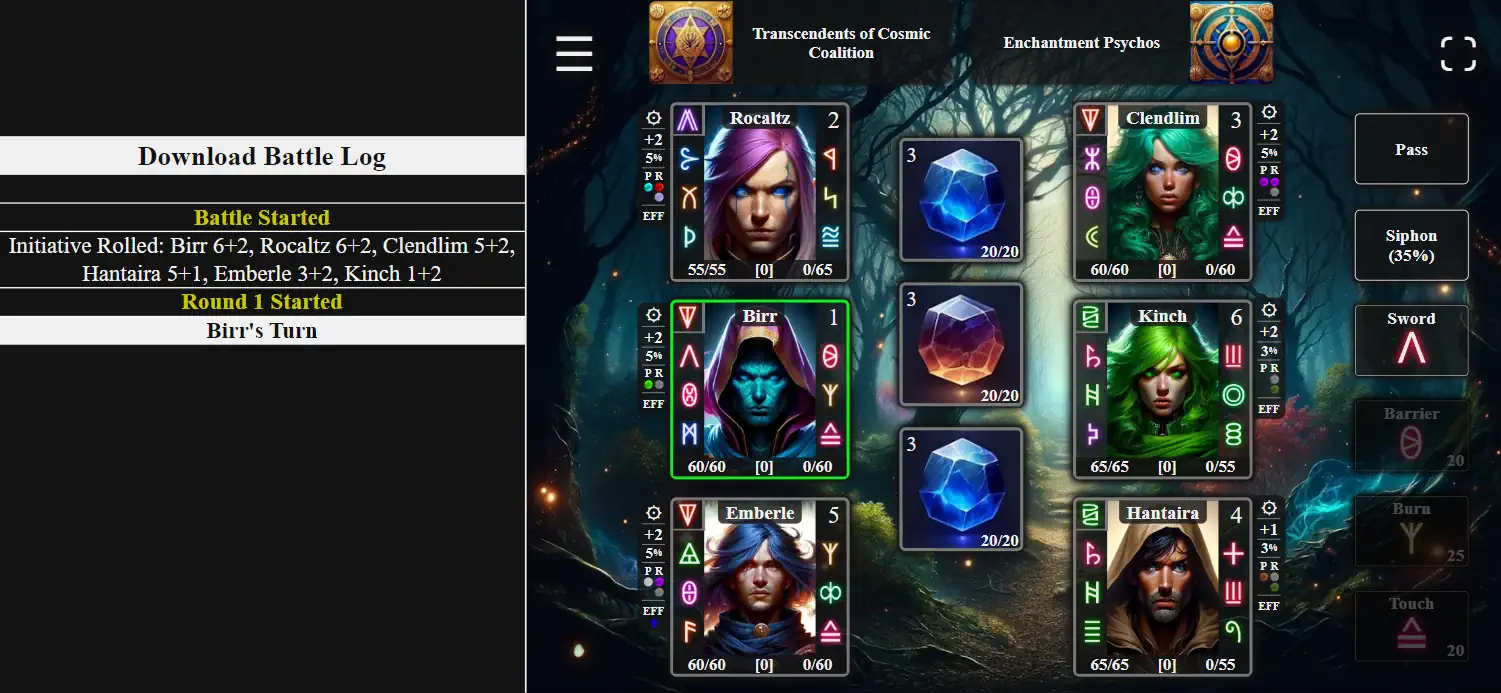 Download Battle Log
Battle Started
Initiative Rolled: Birr 6+2, Rocaltz 6+2, Clendlim 5+2,
Hantaira 5+1, Emberle 3+2, Kinch 1+2
Round 1 Started
Birr's Turn
Transcendents of Cosmic
Coalition
Enchantment Psychos
+2
5%
P R
EFF
Rocaltz
2
55/55 [0] 0/65
+2
5%
P R
EFF
Birr
1
60/60 [0] 0/60
+2
5%
P R
EFF
Emberle
5
60/60 [0] 0/60
3
20/20
3
20/20
3
20/20
Clendlim
3
60/60 [0] 0/60
+2
5%
P R
EFF
Kinch
6
65/65 [0] 0/55
+2
3%
P R
EFF
Hantaira
4
65/65 [0] 0/55
+1
3%
P R
EFF
Pass
Siphon
(35%)
Sword
Barrier
20
Burn
25
Touch
20